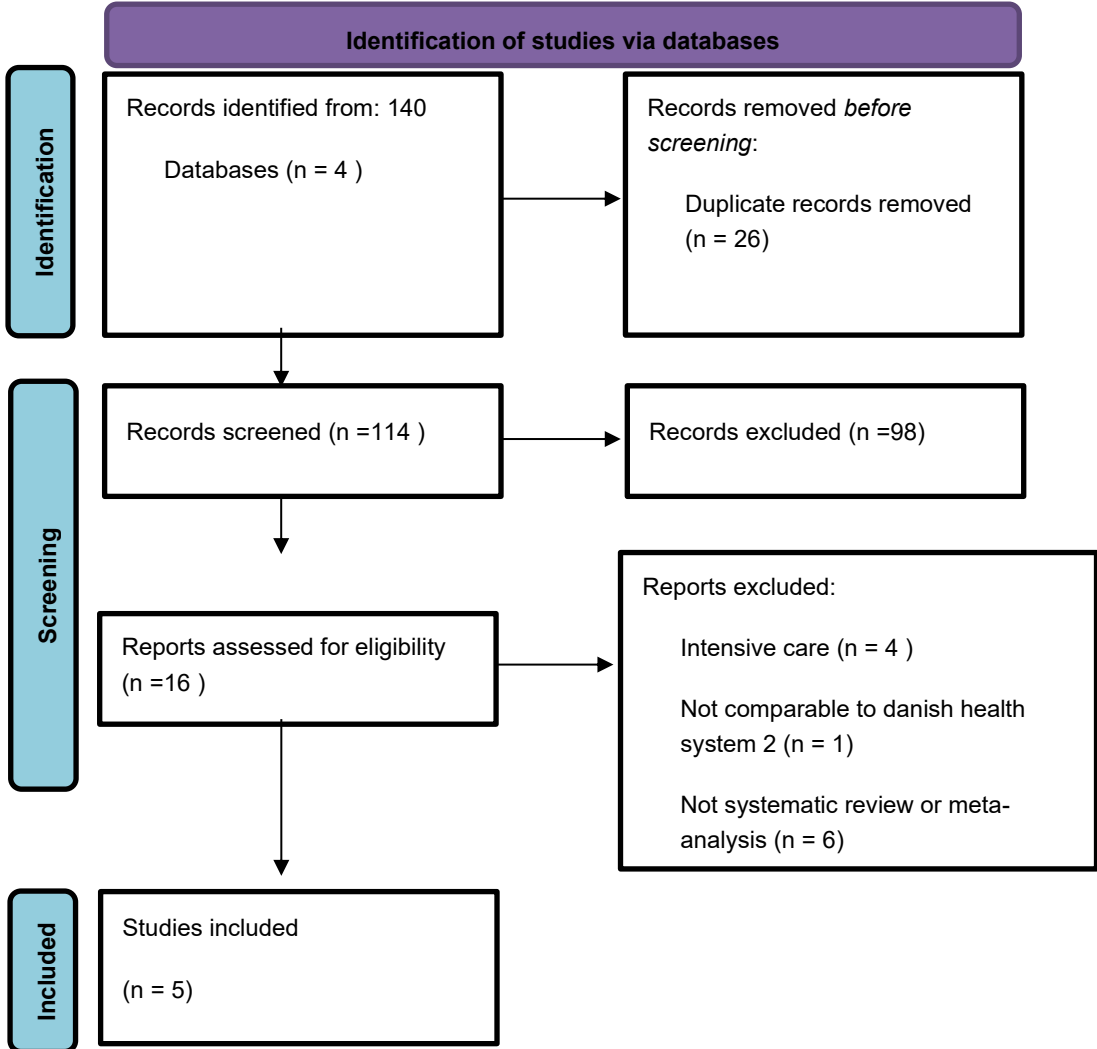 Identification of studies via databases
Identification
Records identified from: 140
Databases (n = 4 )
Records removed before
screening:
Duplicate records removed
(n = 26)
Screening
Records screened (n =114 )
Records excluded (n =98)
Reports assessed for eligibility
(n =16 )
Reports excluded:
Intensive care (n = 4 )
Not comparable to danish health
system 2 (n = 1)
Not systematic review or meta-
analysis (n = 6)
Included
Studies included
(n = 5)